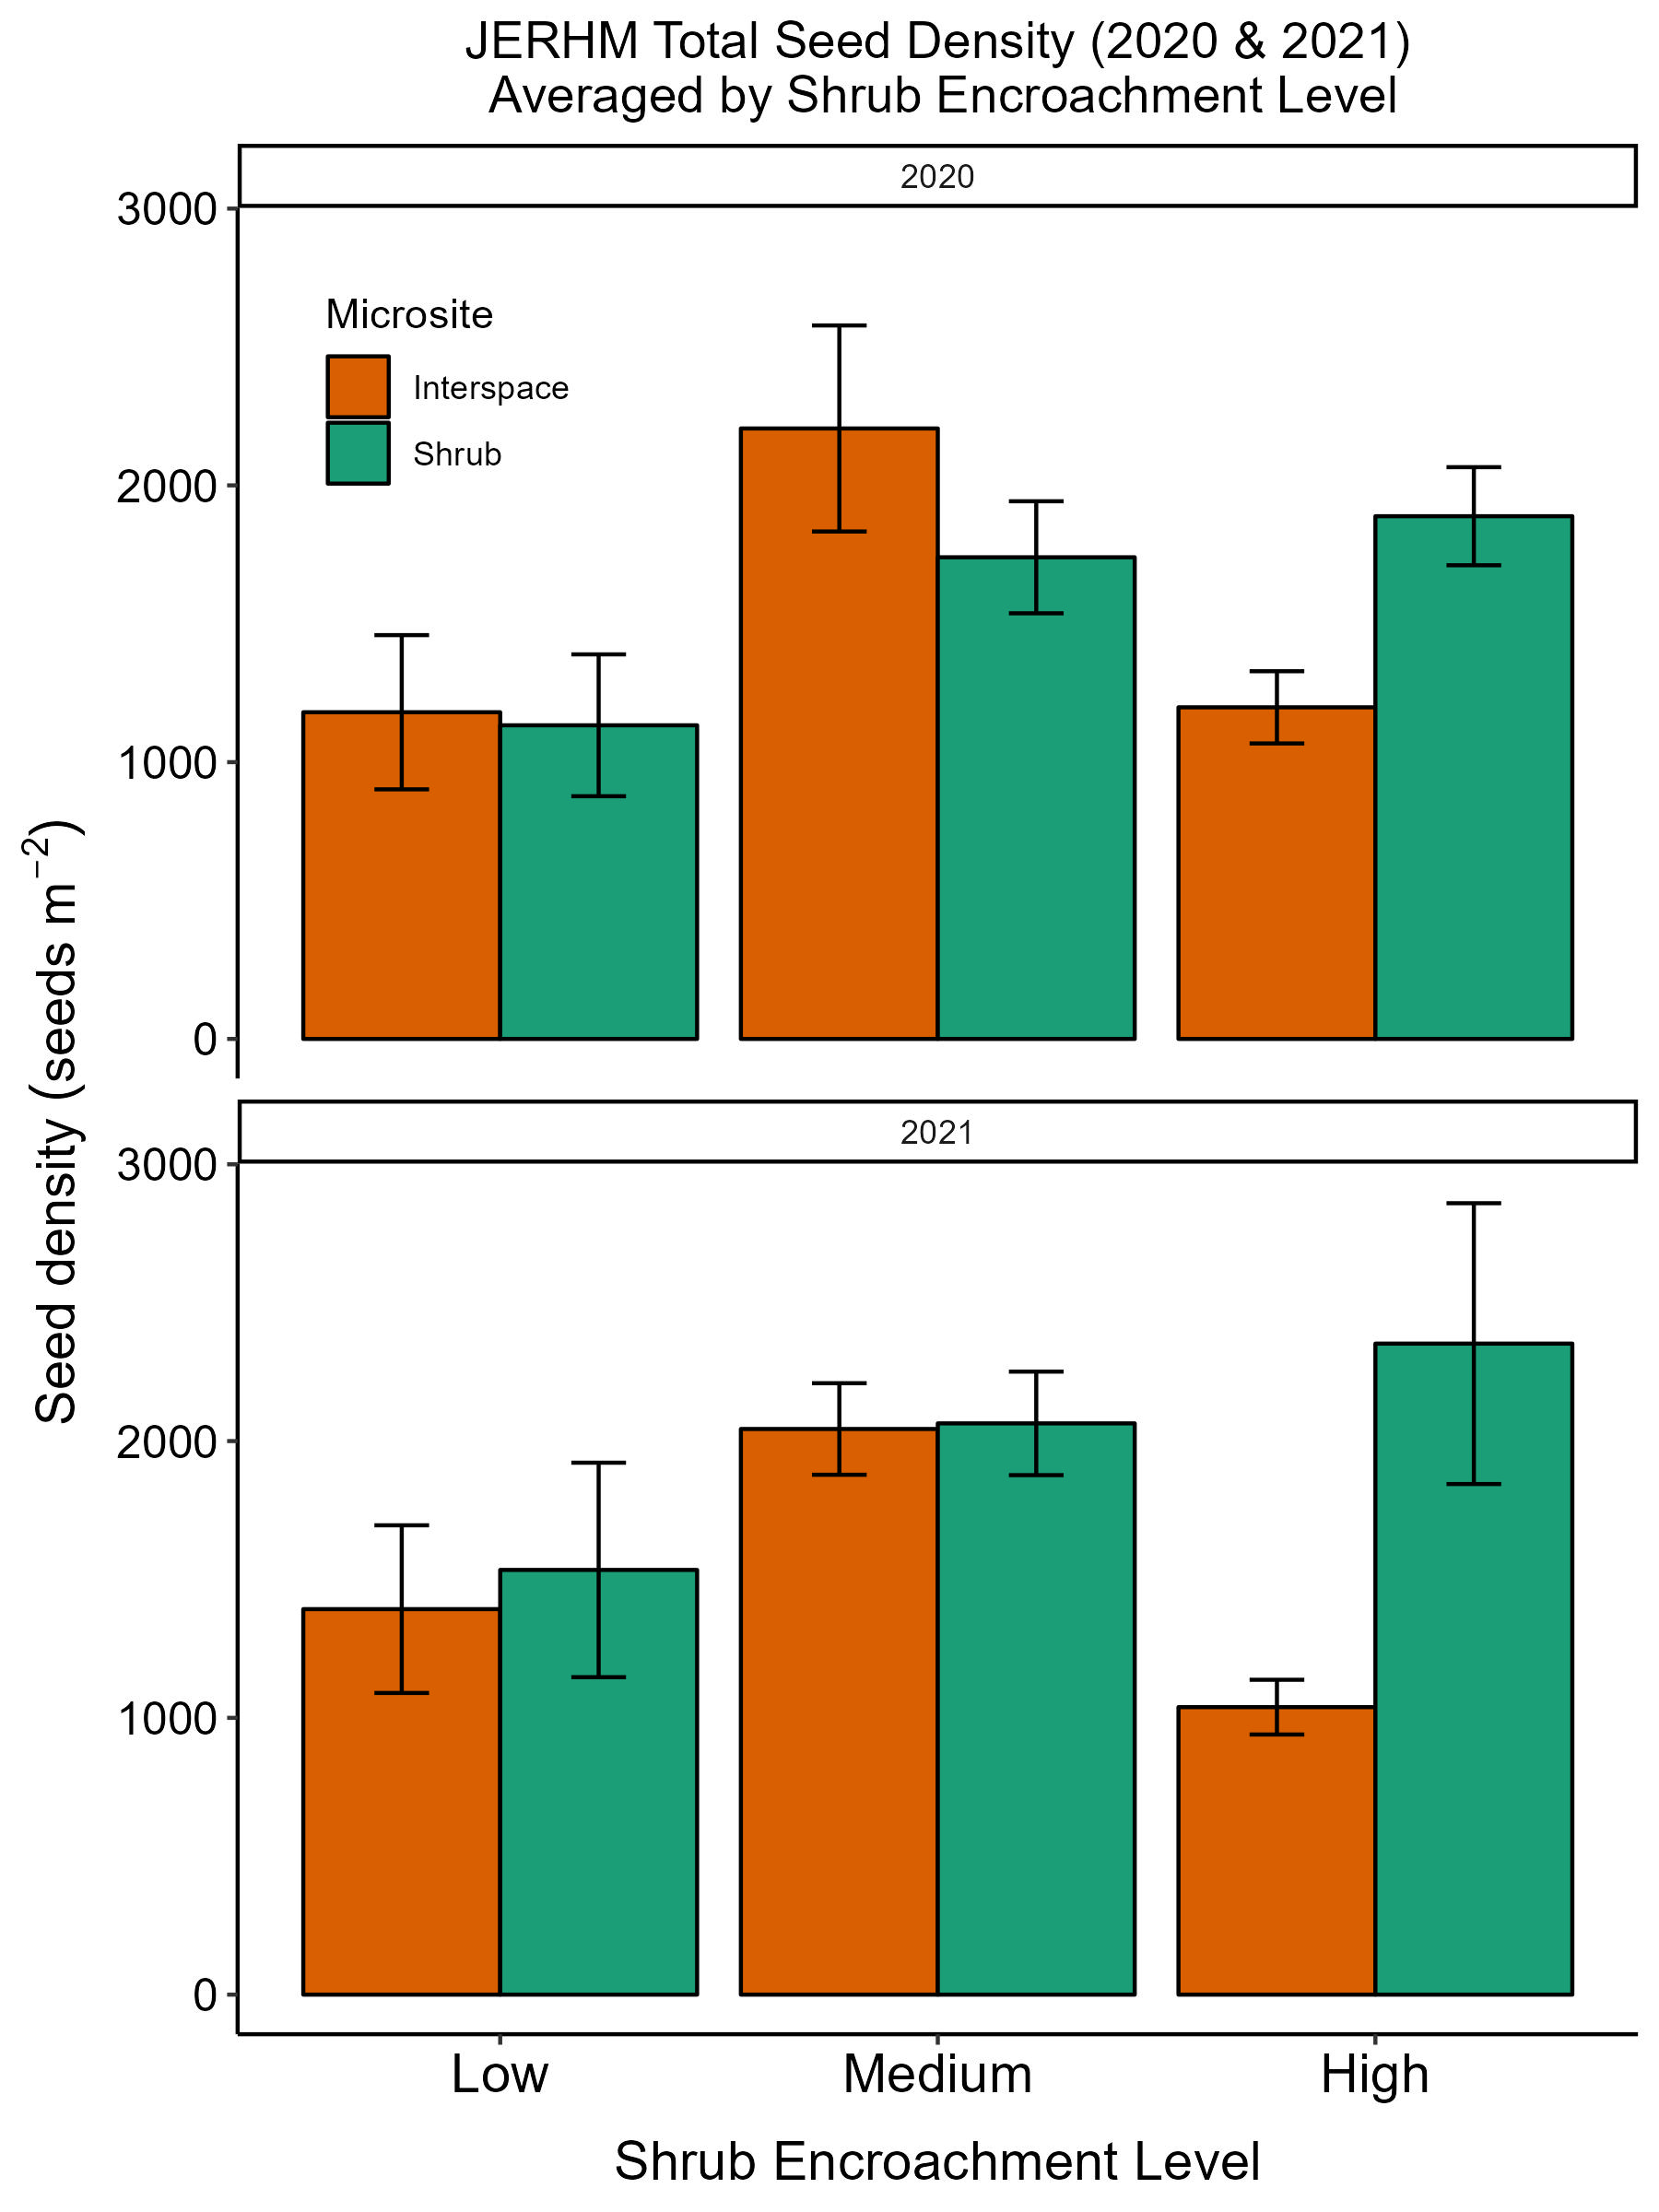 JERHM Total Seed Density (2020 & 2021)
Averaged by Shrub Encroachment Level
2020
3000
2000
1000
0
Microsite
Interspace
Shrub
Seed density (seeds m⁻²)
2021
3000
2000
1000
0
Low Medium High
Shrub Encroachment Level